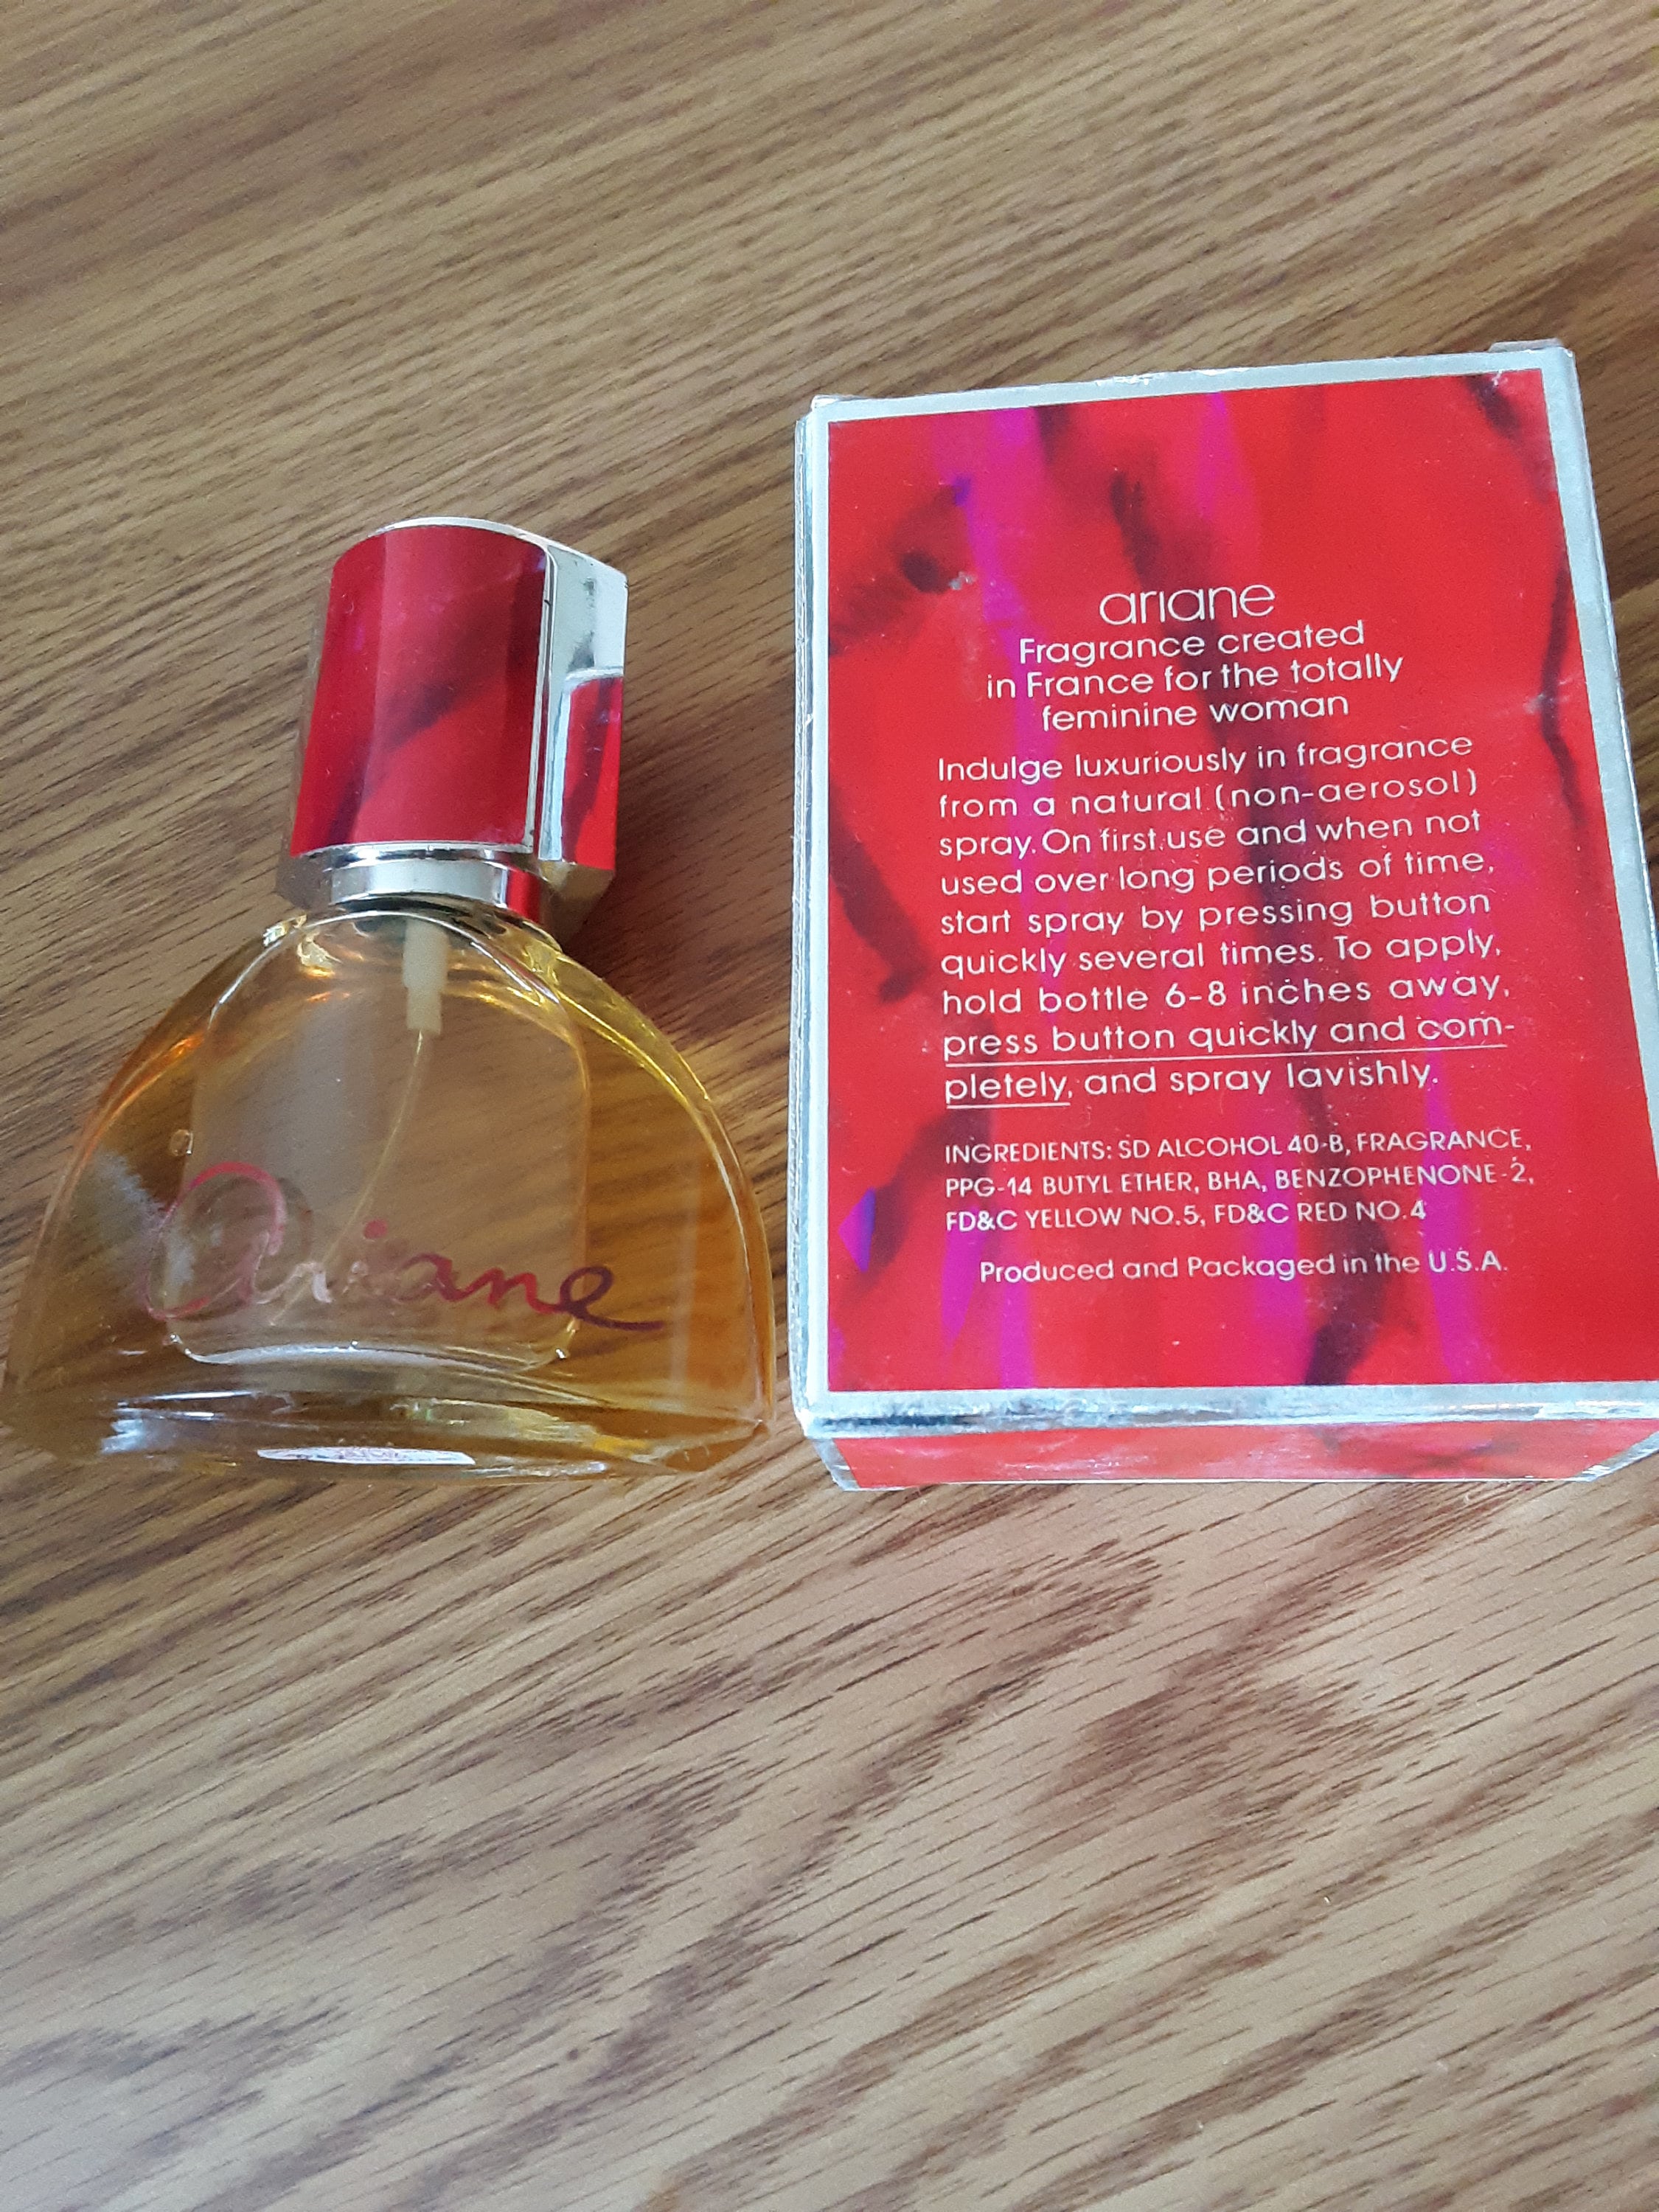 Ariane
ariane
Fragrance created
in France for the totally
feminine woman
Indulge luxuriously in fragrance
from a natural (non-aerosol)
spray. On first use and when not
used over long periods of time,
start spray by pressing button
quickly several times. To apply,
hold bottle 6-8 inches away,
press button quickly and com-
pletely, and spray lavishly.
INGREDIENTS: SD ALCOHOL 40-B, FRAGRANCE,
PPG-14 BUTYL ETHER, BHA, BENZOPHENONE-2,
FD&C YELLOW NO.5, FD&C RED NO.4
Produced and Packaged in the U.S.A.